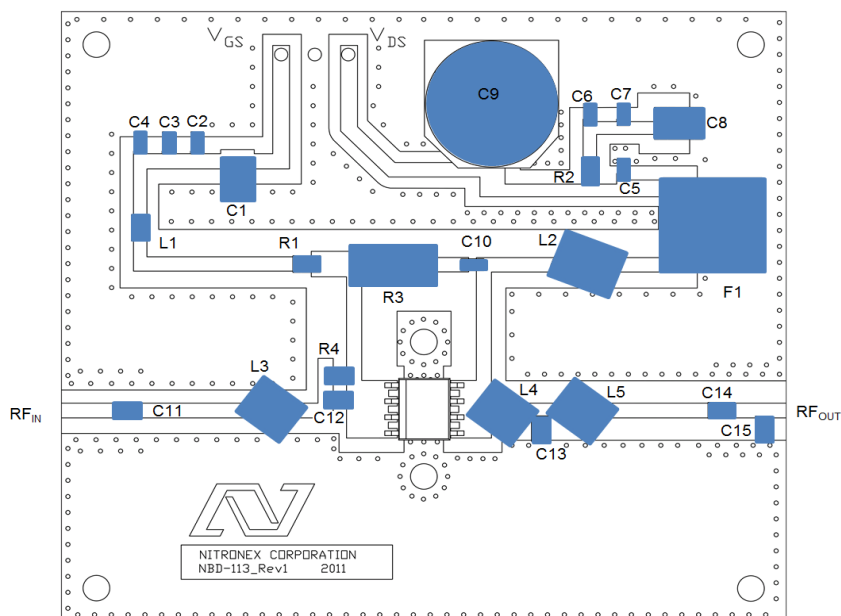 VGS
VDS
C9
C6
C7
C8
C4
C3
C2
R2
C5
C1
L1
R1
C10
L2
R3
F1
R4
L3
L4
L5
C14
RFIN
C11
C12
RFOUT
C15
C13
NITRONEX CORPORATION
NBD-113_Rev1 2011